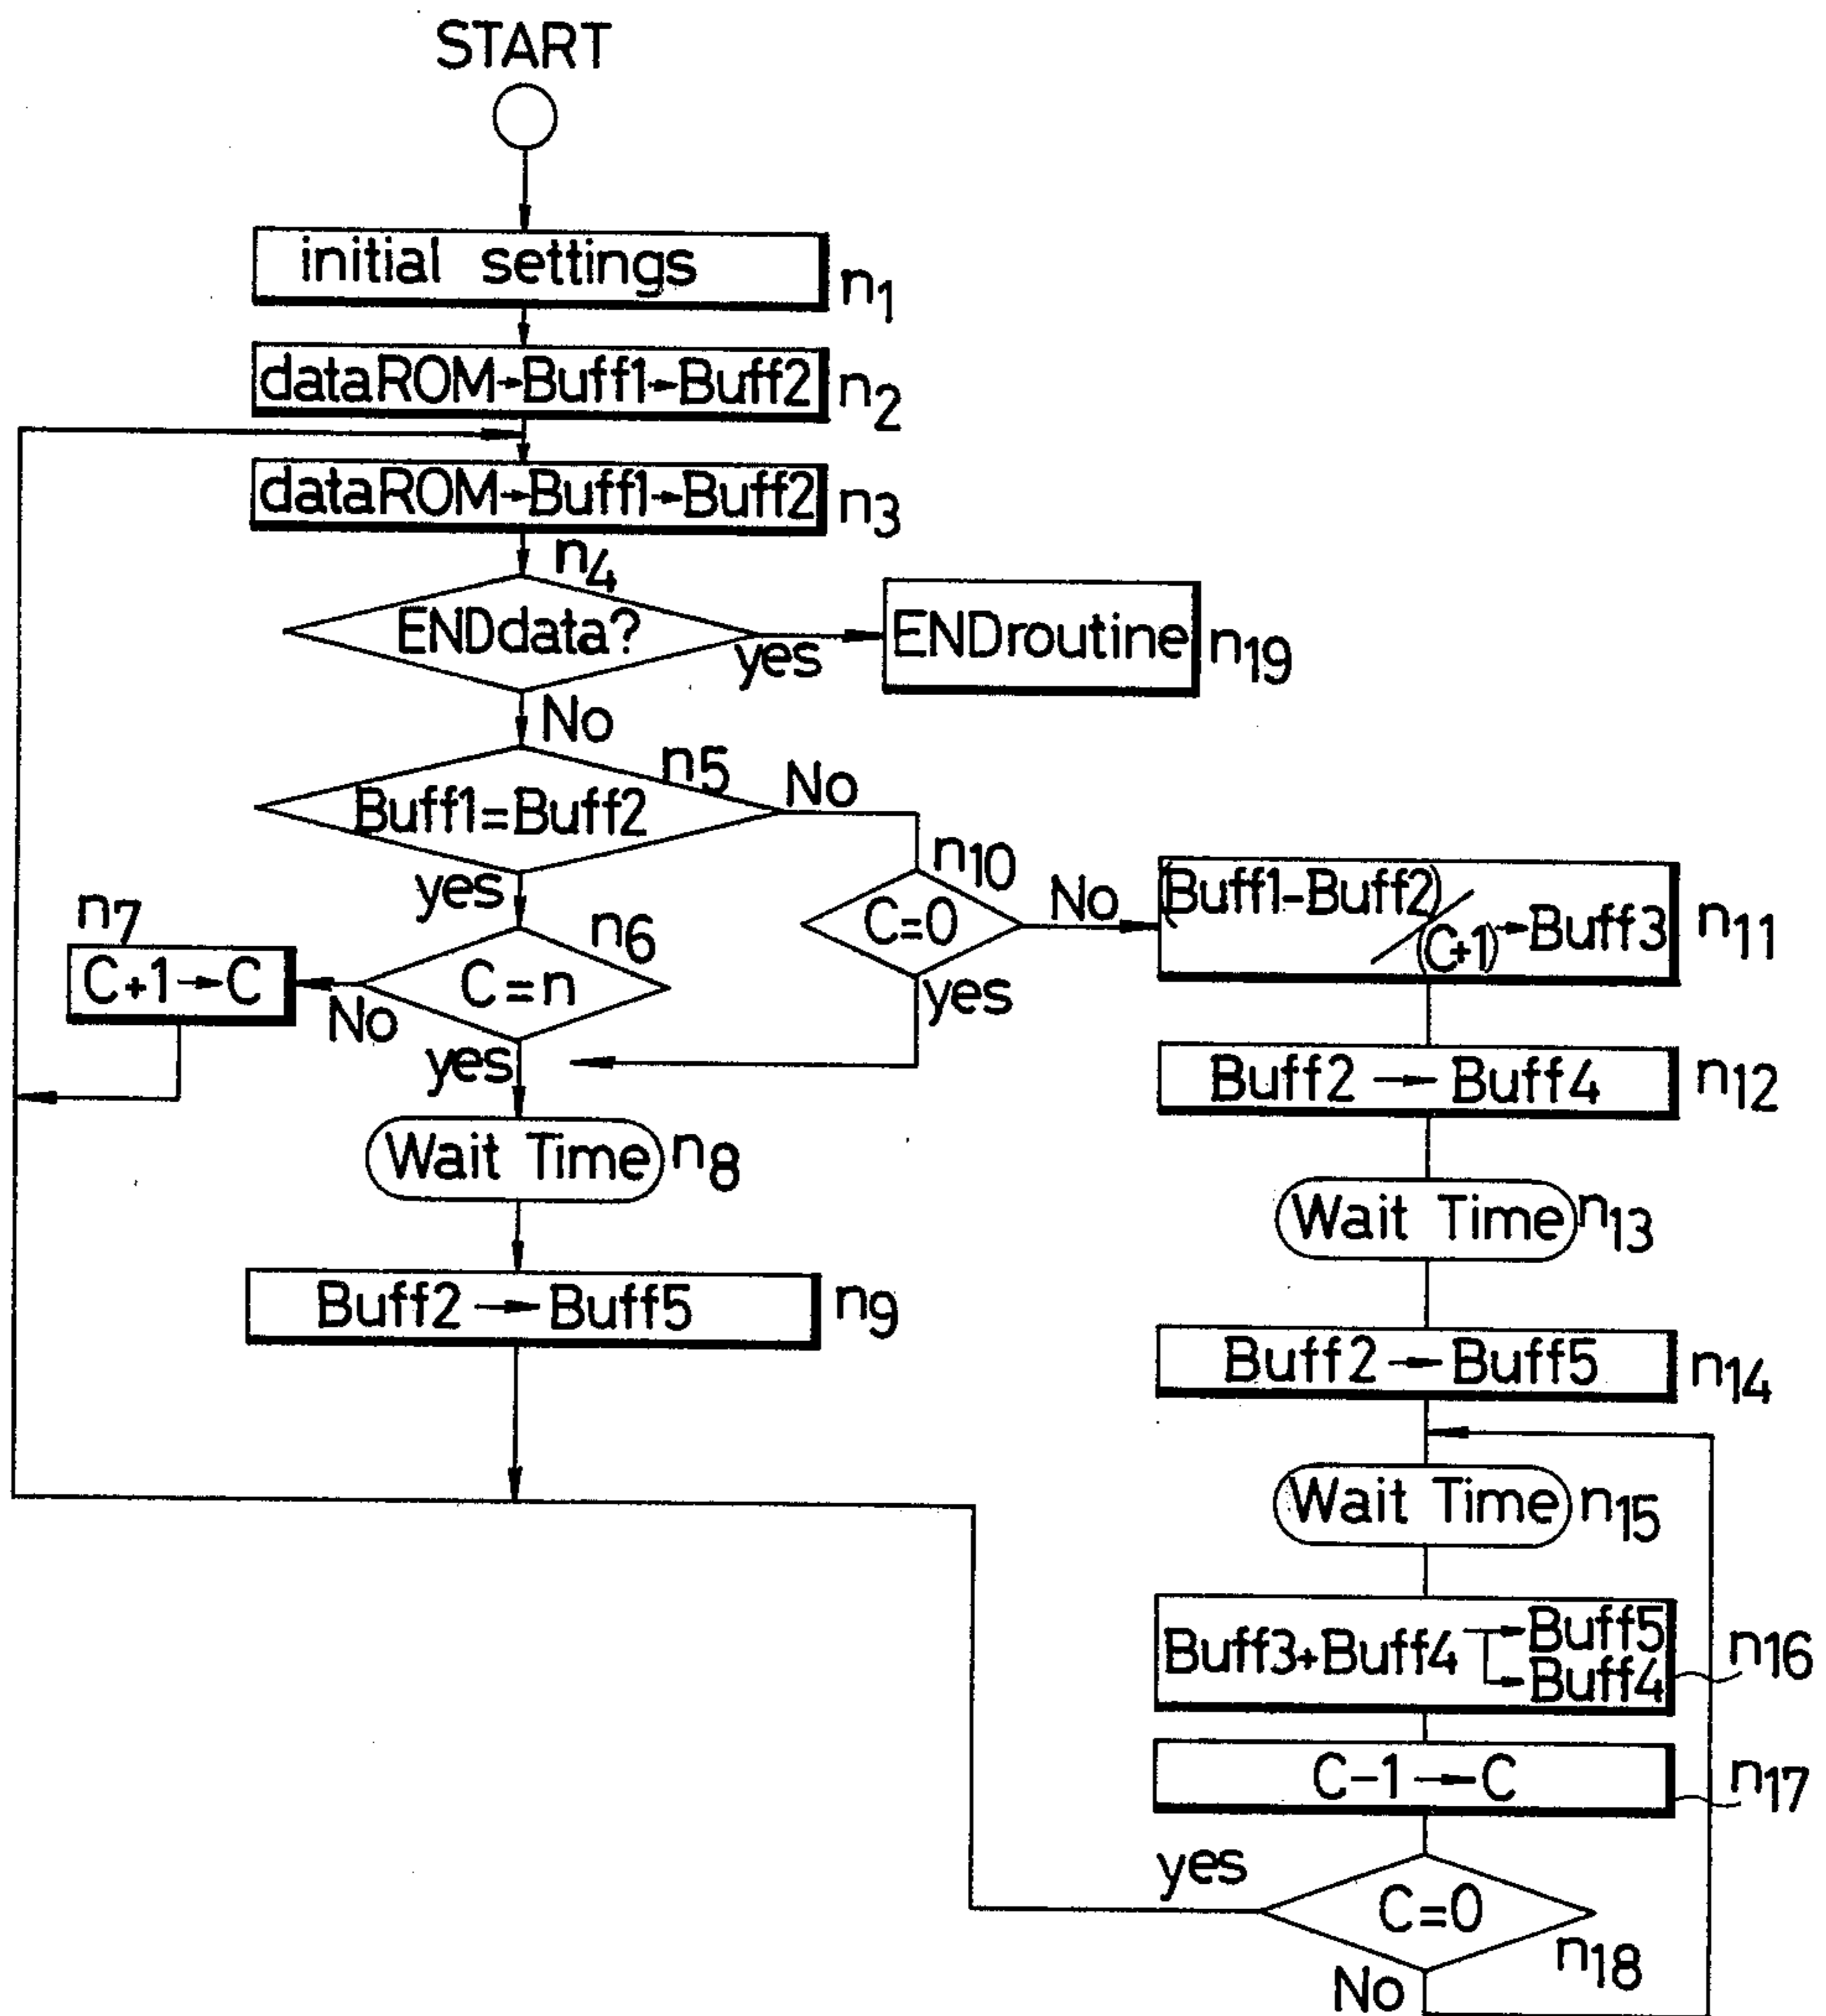 START
initial settings
n1
dataROM→Buff1→Buff2
n2
dataROM→Buff1→Buff2
n3
n4
ENDdata?
yes
ENDroutine
n19
No
n5
Buff1=Buff2
No
yes
n10
C=0
No
yes
(Buff1-Buff2)/(C+1)→Buff3
n11
n7
C+1→C
n6
C=n
No
yes
Buff2→Buff4
n12
Wait Time
n8
Wait Time
n13
Buff2→Buff5
n9
Buff2→Buff5
n14
Wait Time
n15
Buff3+Buff4→Buff5
→Buff4
n16
C-1→C
n17
yes
C=0
n18
No